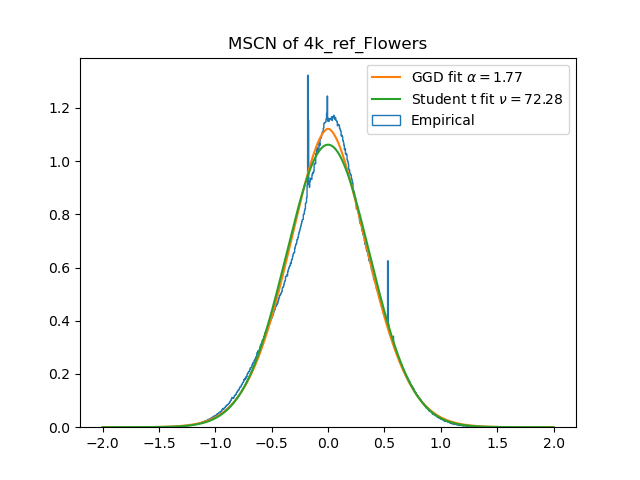 MSCN of 4k_ref_Flowers
GGD fit α = 1.77
Student t fit ν = 72.28
Empirical
1.2
1.0
0.8
0.6
0.4
0.2
0.0
−2.0 −1.5 −1.0 −0.5 0.0 0.5 1.0 1.5 2.0